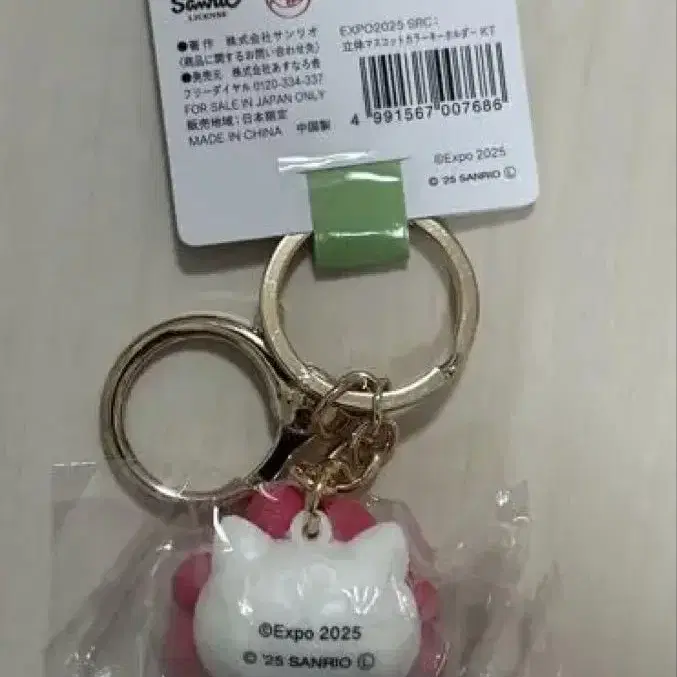 Sanrio
LICENSE
●著作 株式会社サンリオ
(商品に関するお問い合わせ先)
●発売元 株式会社あすなろ舎
フリーダイヤル 0120-334-337
FOR SALE IN JAPAN ONLY
販売地域:日本限定
MADE IN CHINA 中国製
EXPO2025 SRC:
立体マスコットカラーキーホルダー KT
4 991567 007686
©Expo 2025
© '25 SANRIO Ⓛ
©Expo 2025
© '25 SANRIO Ⓛ